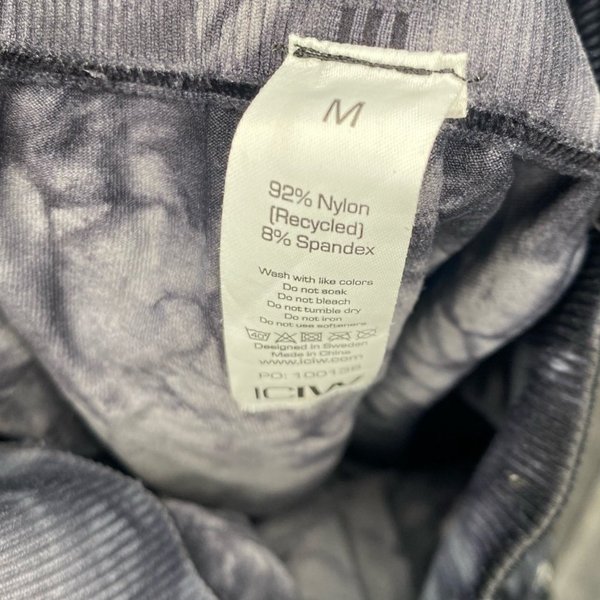 M
92% Nylon
(Recycled)
8% Spandex
Wash with like colors
Do not soak
Do not bleach
Do not tumble dry
Do not iron
Do not use softeners
40
Designed in Sweden
Made in China
www.iciw.com
ICIW